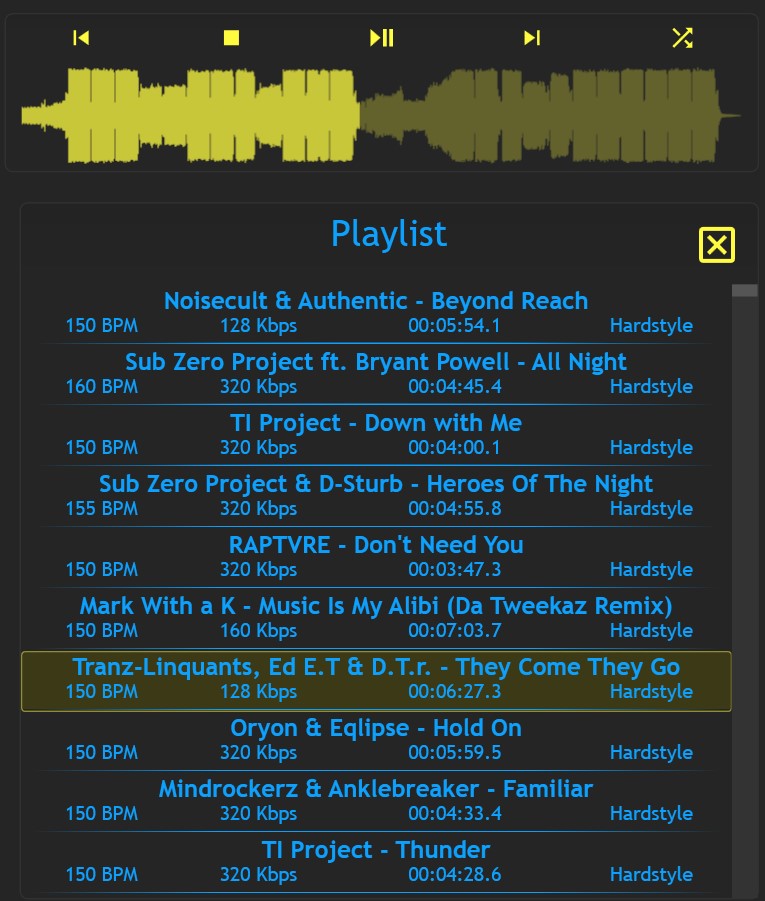 Playlist
Noisecult & Authentic - Beyond Reach
150 BPM 128 Kbps 00:05:54.1 Hardstyle
Sub Zero Project ft. Bryant Powell - All Night
160 BPM 320 Kbps 00:04:45.4 Hardstyle
TI Project - Down with Me
150 BPM 320 Kbps 00:04:00.1 Hardstyle
Sub Zero Project & D-Sturb - Heroes Of The Night
155 BPM 320 Kbps 00:04:55.8 Hardstyle
RAPTVRE - Don't Need You
150 BPM 320 Kbps 00:03:47.3 Hardstyle
Mark With a K - Music Is My Alibi (Da Tweekaz Remix)
150 BPM 160 Kbps 00:07:03.7 Hardstyle
Tranz-Linquants, Ed E.T & D.T.r. - They Come They Go
150 BPM 128 Kbps 00:06:27.3 Hardstyle
Oryon & Eqlipse - Hold On
150 BPM 320 Kbps 00:05:59.5 Hardstyle
Mindrockerz & Anklebreaker - Familiar
150 BPM 320 Kbps 00:04:33.4 Hardstyle
TI Project - Thunder
150 BPM 320 Kbps 00:04:28.6 Hardstyle